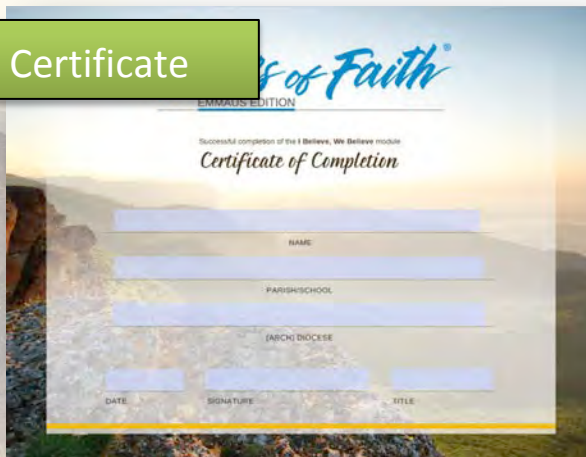 Certificate
of Faith®
EMMAUS EDITION
Successful completion of the I Believe, We Believe module
Certificate of Completion
NAME
PARISH/SCHOOL
(ARCH) DIOCESE
DATE SIGNATURE TITLE